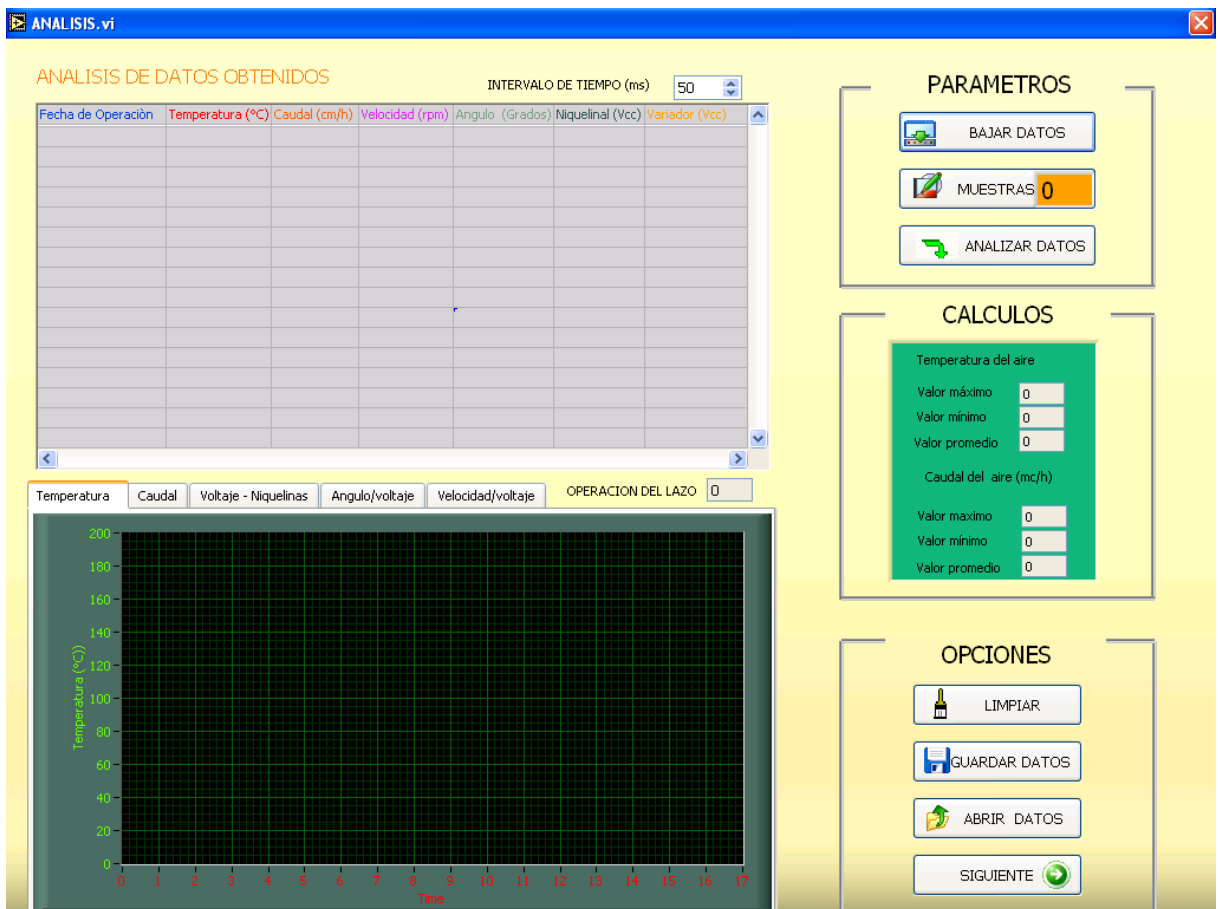 ANALISIS.vi
ANALISIS DE DATOS OBTENIDOS
INTERVALO DE TIEMPO (ms) 50
Fecha de Operaciòn Temperatura (ºC) Caudal (cm/h) Velocidad (rpm) Angulo (Grados) Niquelinal (Vcc) Variador (Vcc)
Temperatura Caudal Voltaje - Niquelinas Angulo/voltaje Velocidad/voltaje OPERACION DEL LAZO 0
200
180
160
140
120
100
80
60
40
20
0
Temperatura (°C))
0 1 2 3 4 5 6 7 8 9 10 11 12 13 14 15 16 17
Time
PARAMETROS
BAJAR DATOS
MUESTRAS 0
ANALIZAR DATOS
CALCULOS
Temperatura del aire
Valor máximo 0
Valor mínimo 0
Valor promedio 0
Caudal del aire (mc/h)
Valor maximo 0
Valor mínimo 0
Valor promedio 0
OPCIONES
LIMPIAR
GUARDAR DATOS
ABRIR DATOS
SIGUIENTE